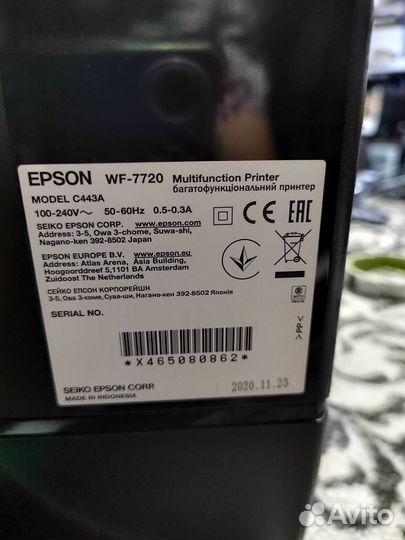 EPSON WF-7720 Multifunction Printer
багатофункціональний принтер
MODEL C443A
100-240V~ 50-60Hz 0.5-0.3A
SEIKO EPSON CORP. www.epson.com
Address: 3-5, Owa 3-chome, Suwa-shi,
Nagano-ken 392-8502 Japan
EPSON EUROPE B.V. www.epson.eu
Address: Atlas Arena, Asia Building,
Hoogoorddreef 5,1101 BA Amsterdam
Zuidoost The Netherlands
СЕЙКО ЕПСОН КОРПОРЕЙШН
3-5, Ова 3-хоме, Сува-ши, Нагано-кен 392-8502 Японія
SERIAL NO.
*X465080862*
SEIKO EPSON CORP.
MADE IN INDONESIA
2020.11.23
CE EAC
>PP<
Avito